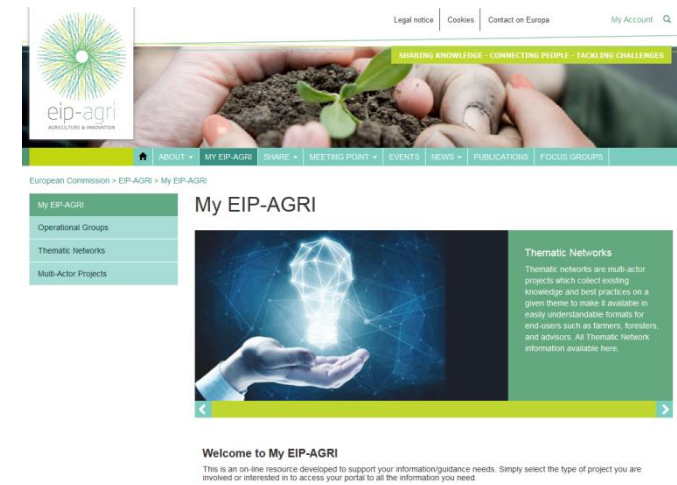 Legal notice
Cookies
Contact on Europa
My Account
SHARING KNOWLEDGE - CONNECTING PEOPLE - TACKLING CHALLENGES
eip-agri
AGRICULTURE & INNOVATION
ABOUT
MY EIP-AGRI
SHARE
MEETING POINT
EVENTS
NEWS
PUBLICATIONS
FOCUS GROUPS
European Commission > EIP-AGRI > My EIP-AGRI
My EIP-AGRI
Operational Groups
Thematic Networks
Multi-Actor Projects
My EIP-AGRI
Thematic Networks
Thematic networks are multi-actor
projects which collect existing
knowledge and best practices on a
given theme to make it available in
easily understandable formats for
end-users such as farmers, foresters,
and advisors. All Thematic Network
information available here.
Welcome to My EIP-AGRI
This is an on-line resource developed to support your information/guidance needs. Simply select the type of project you are
involved or interested in to access your portal to all the information you need.